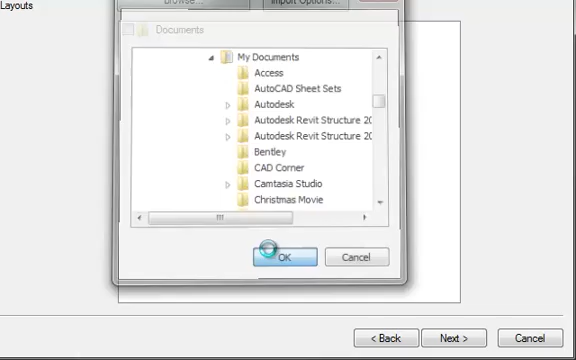 Browse...
Import Options...
Layouts
Documents
My Documents
Access
AutoCAD Sheet Sets
Autodesk
Autodesk Revit Structure 20
Autodesk Revit Structure 20
Bentley
CAD Corner
Camtasia Studio
Christmas Movie
OK
Cancel
< Back
Next >
Cancel